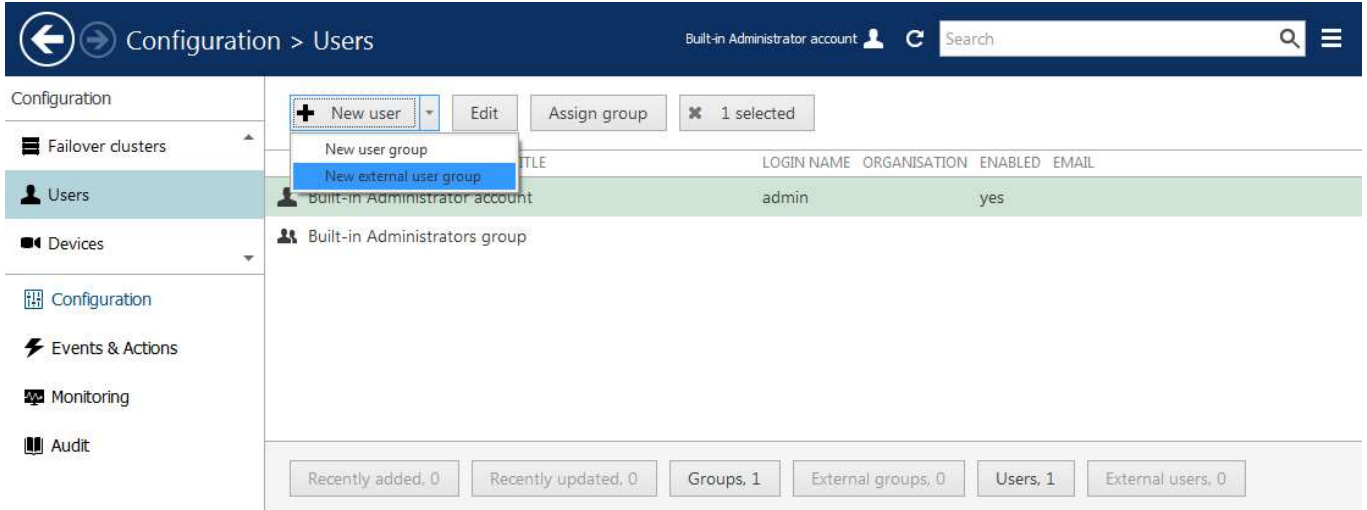 Configuration > Users
Built-in Administrator account
Search
Configuration
Failover clusters
Users
Devices
Configuration
Events & Actions
Monitoring
Audit
New user
Edit
Assign group
1 selected
New user group
New external user group
LOGIN NAME ORGANISATION ENABLED EMAIL
Built-in Administrator account admin yes
Built-in Administrators group
Recently added, 0
Recently updated, 0
Groups, 1
External groups, 0
Users, 1
External users, 0